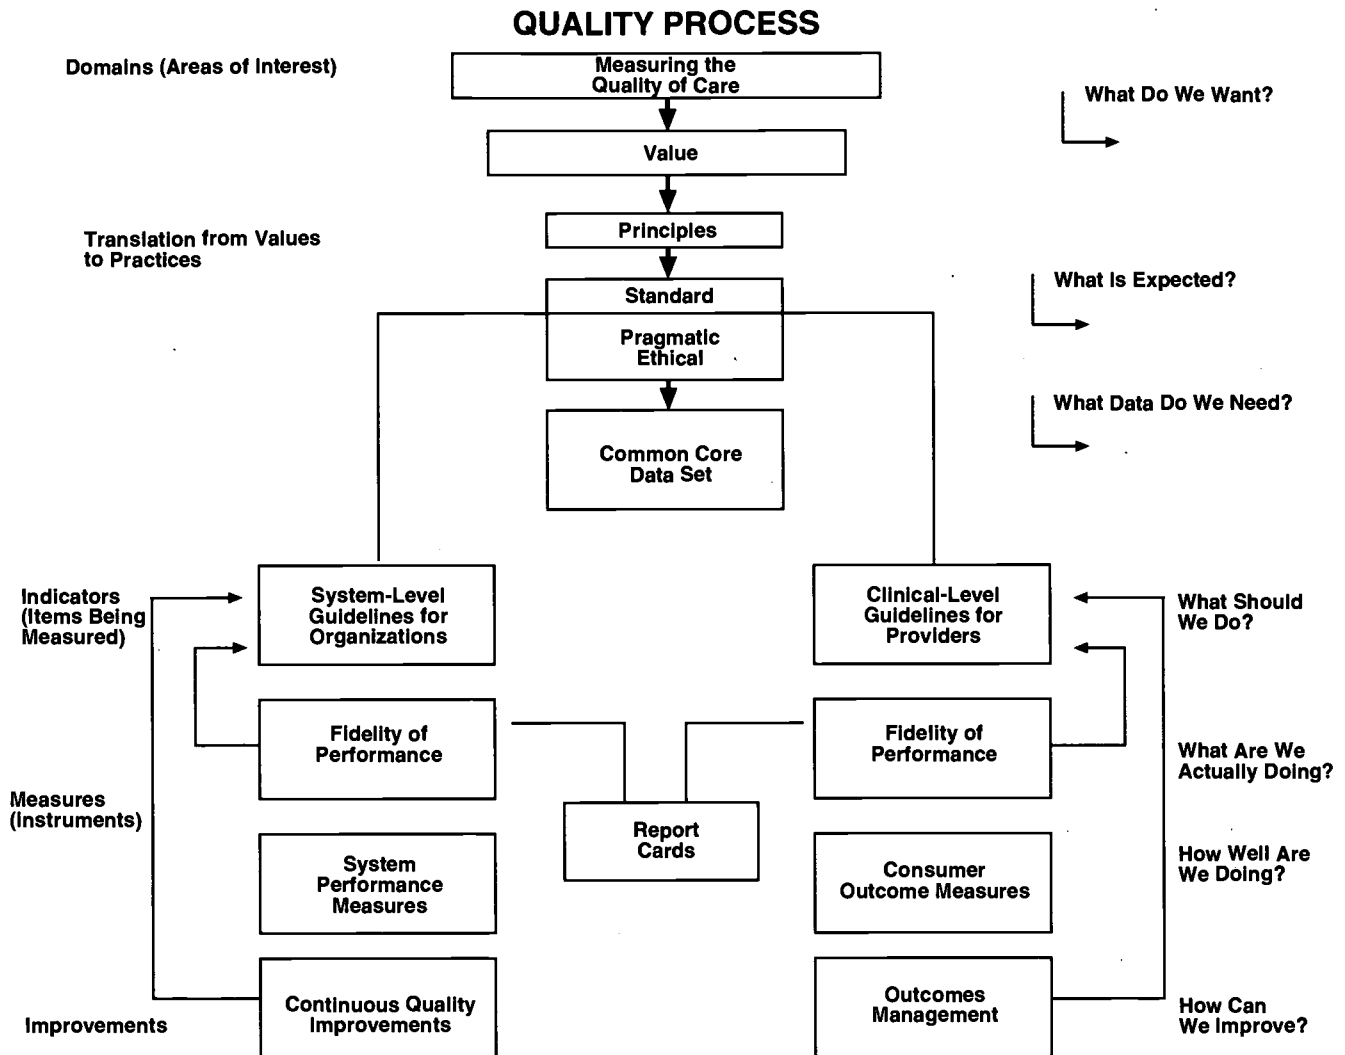 QUALITY PROCESS
Domains (Areas of Interest)
Measuring the
Quality of Care
What Do We Want?
Value
Translation from Values
to Practices
Principles
What Is Expected?
Standard
Pragmatic
Ethical
What Data Do We Need?
Common Core
Data Set
Indicators
(Items Being
Measured)
System-Level
Guidelines for
Organizations
Clinical-Level
Guidelines for
Providers
What Should
We Do?
Fidelity of
Performance
Fidelity of
Performance
What Are We
Actually Doing?
Measures
(Instruments)
Report
Cards
System
Performance
Measures
Consumer
Outcome Measures
How Well Are
We Doing?
Improvements
Continuous Quality
Improvements
Outcomes
Management
How Can
We Improve?